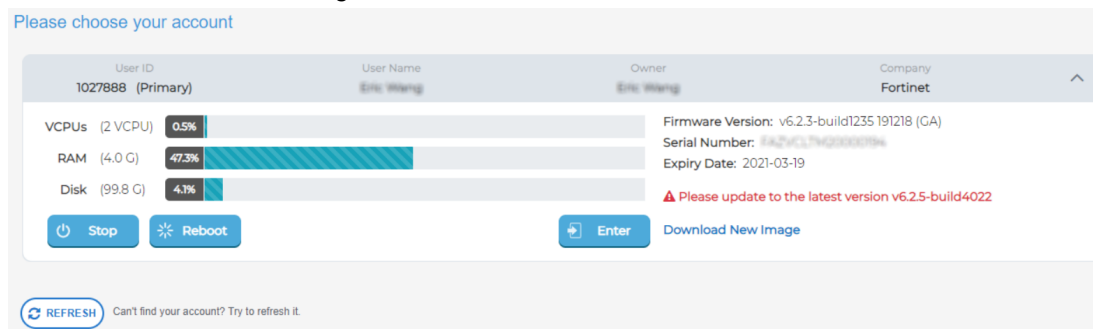 Please choose your account
User ID User Name Owner Company
1027888 (Primary) Fortinet
VCPUs (2 VCPU) 0.5%
RAM (4.0 G) 47.3%
Disk (99.8 G) 4.1%
Firmware Version: v6.2.3-build1235 191218 (GA)
Serial Number:
Expiry Date: 2021-03-19
Please update to the latest version v6.2.5-build4022
Stop Reboot Enter Download New Image
REFRESH Can't find your account? Try to refresh it.